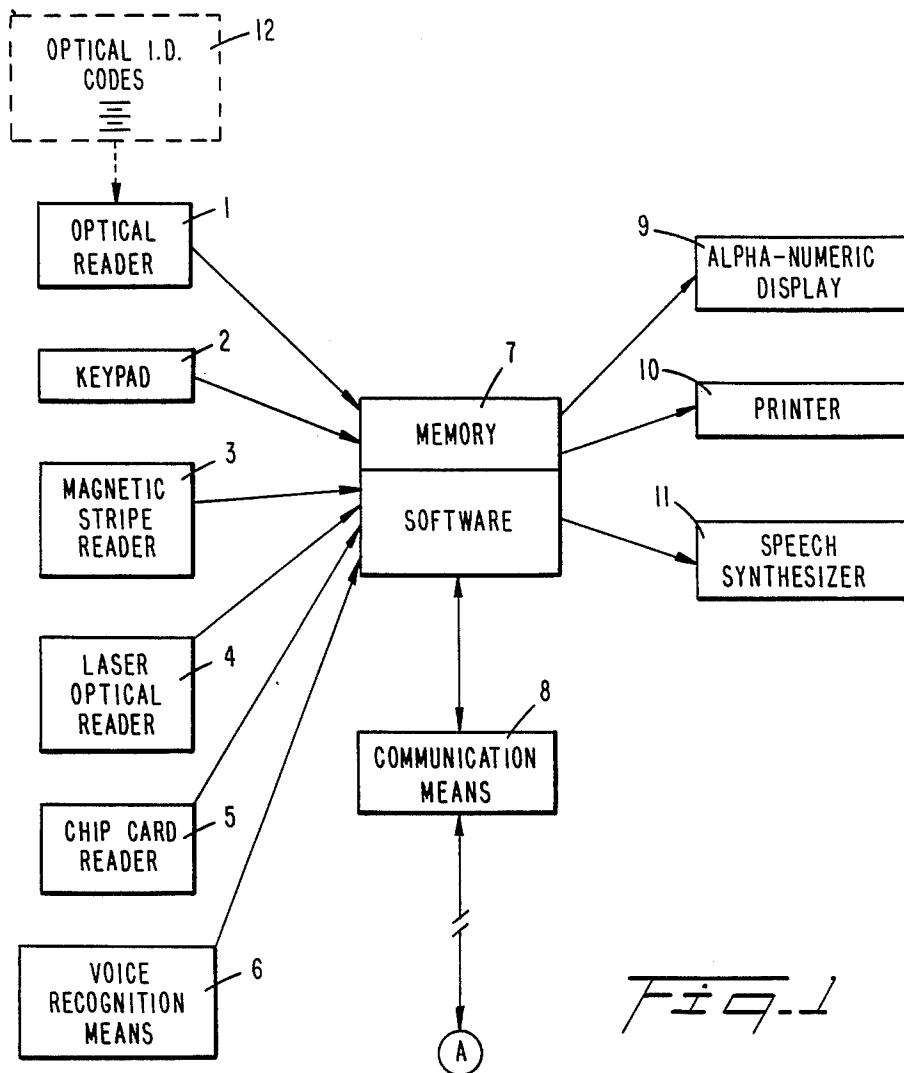 12
OPTICAL I.D.
CODES
1
OPTICAL
READER
2
KEYPAD
3
MAGNETIC
STRIPE
READER
4
LASER
OPTICAL
READER
5
CHIP CARD
READER
6
VOICE
RECOGNITION
MEANS
7
MEMORY
SOFTWARE
8
COMMUNICATION
MEANS
A
9
ALPHA-NUMERIC
DISPLAY
10
PRINTER
11
SPEECH
SYNTHESIZER
Fig. 1